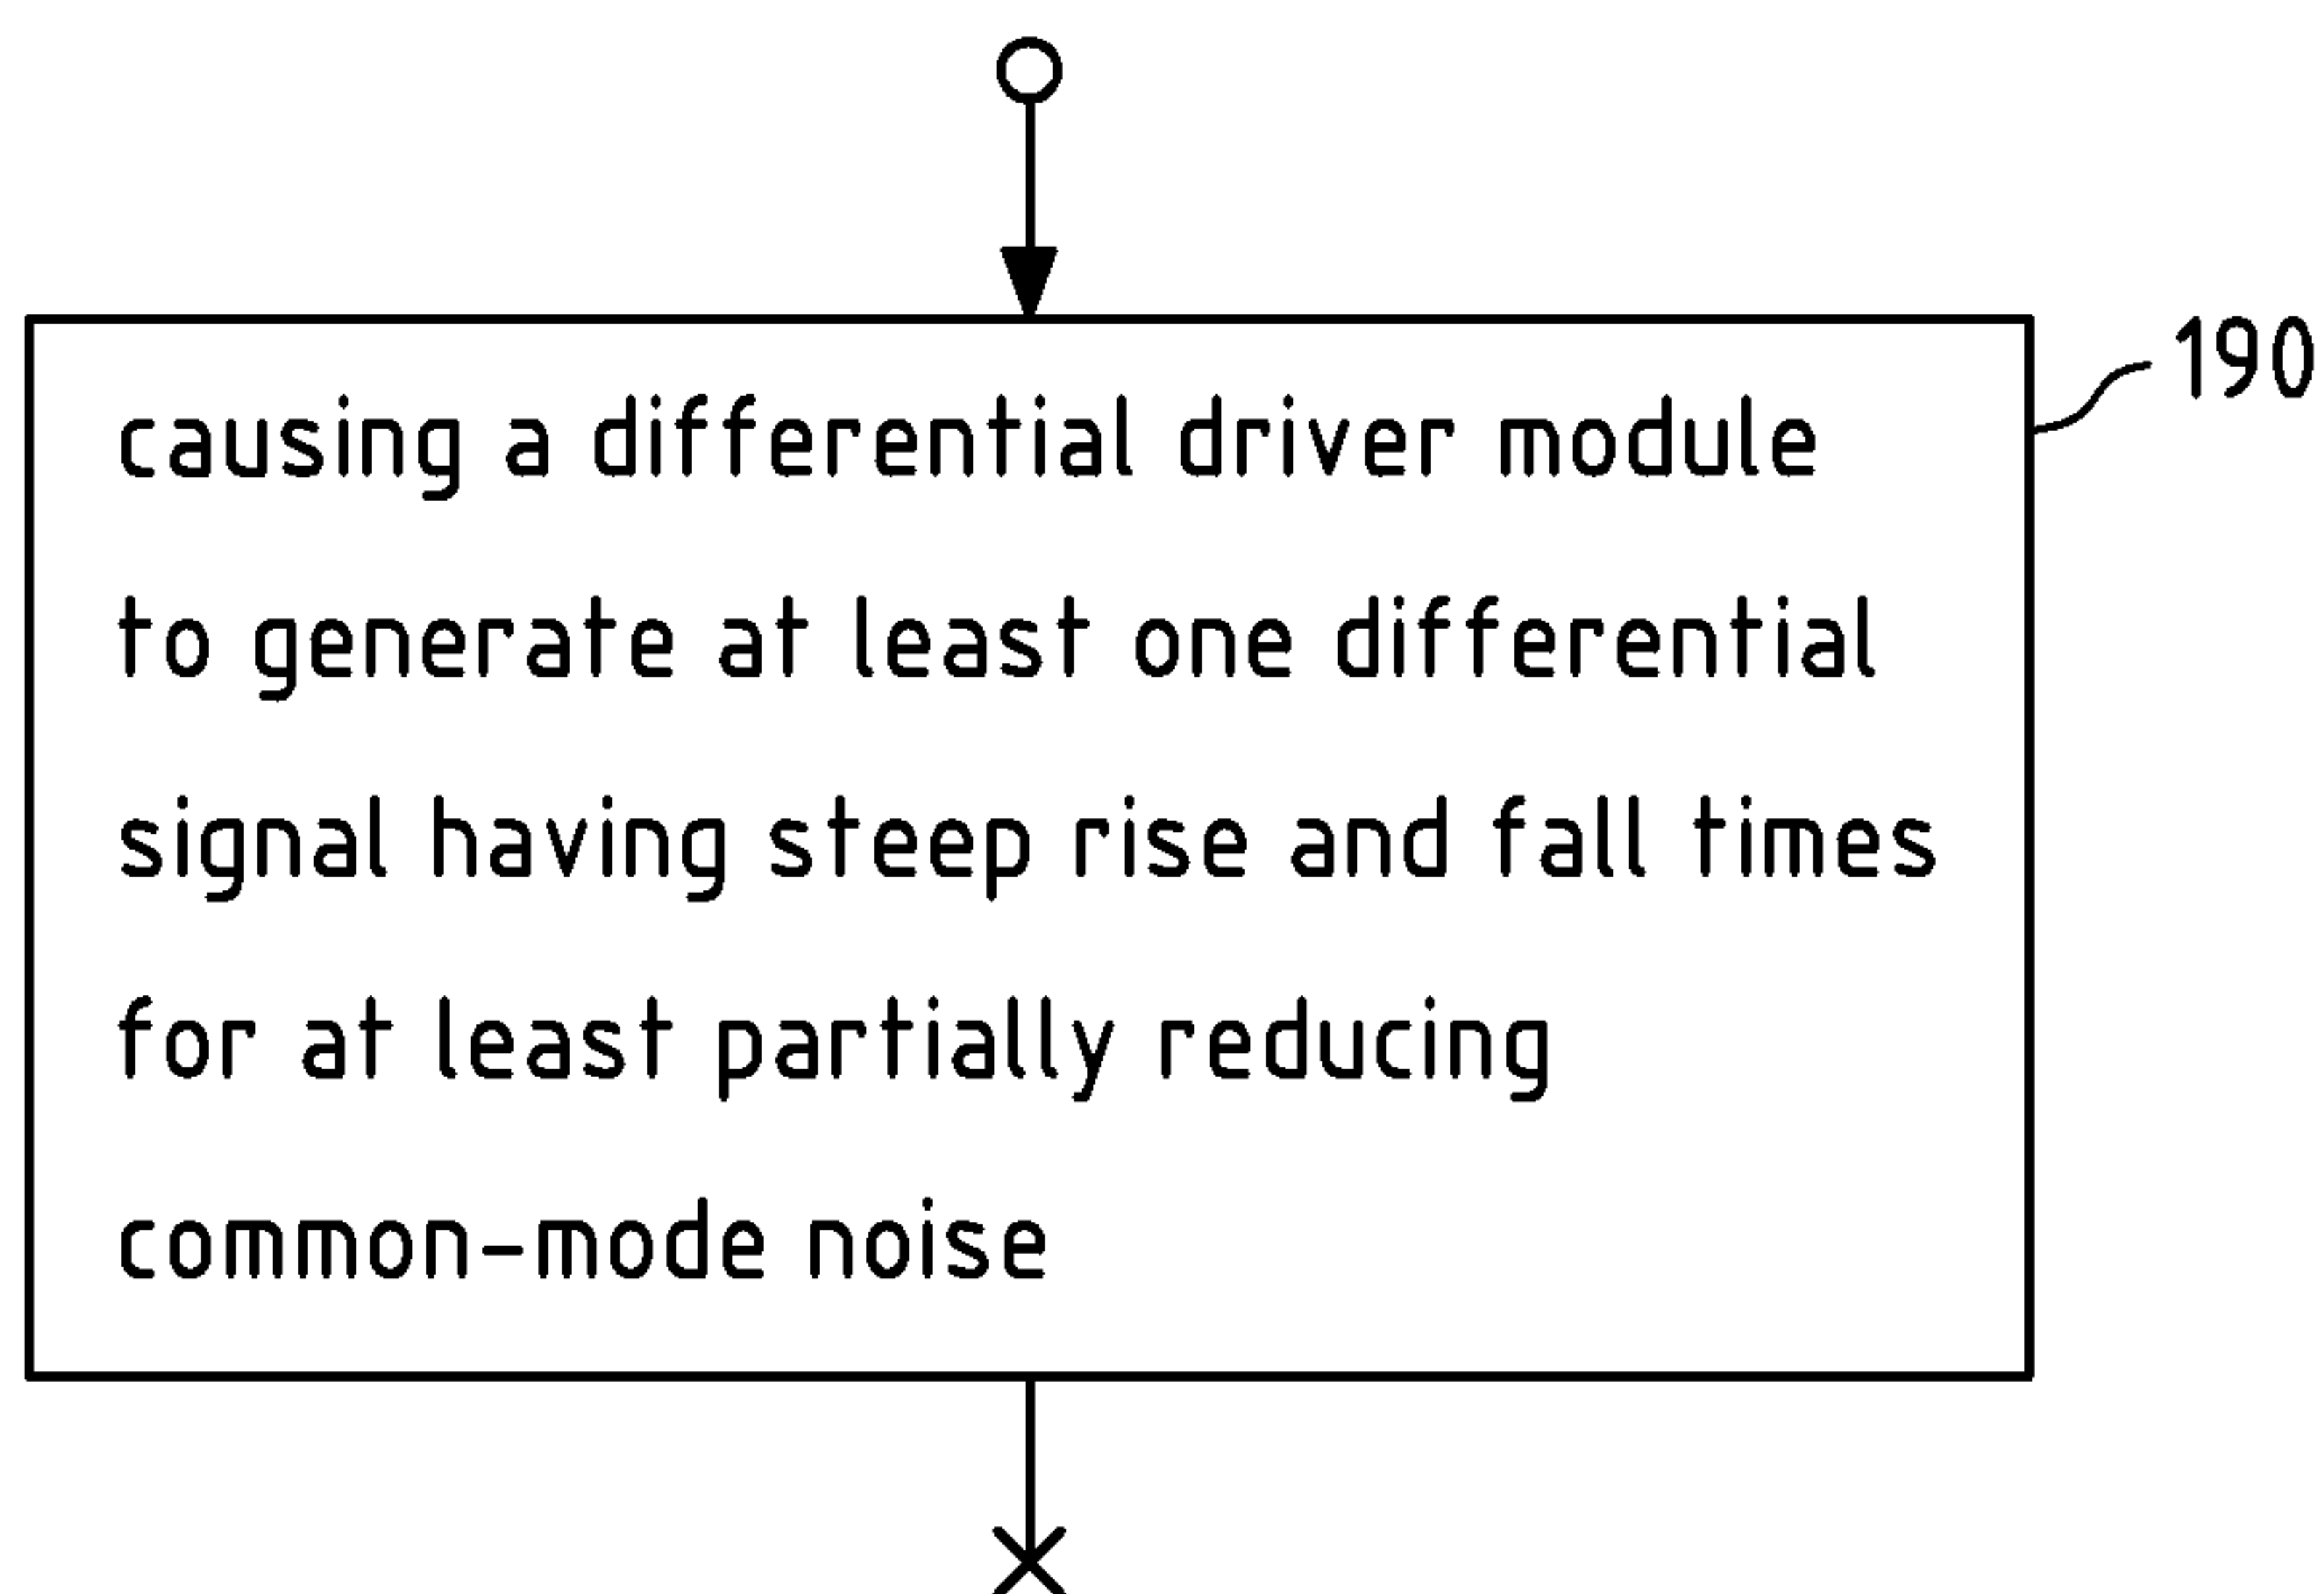 190
causing a differential driver module
to generate at least one differential
signal having steep rise and fall times
for at least partially reducing
common-mode noise